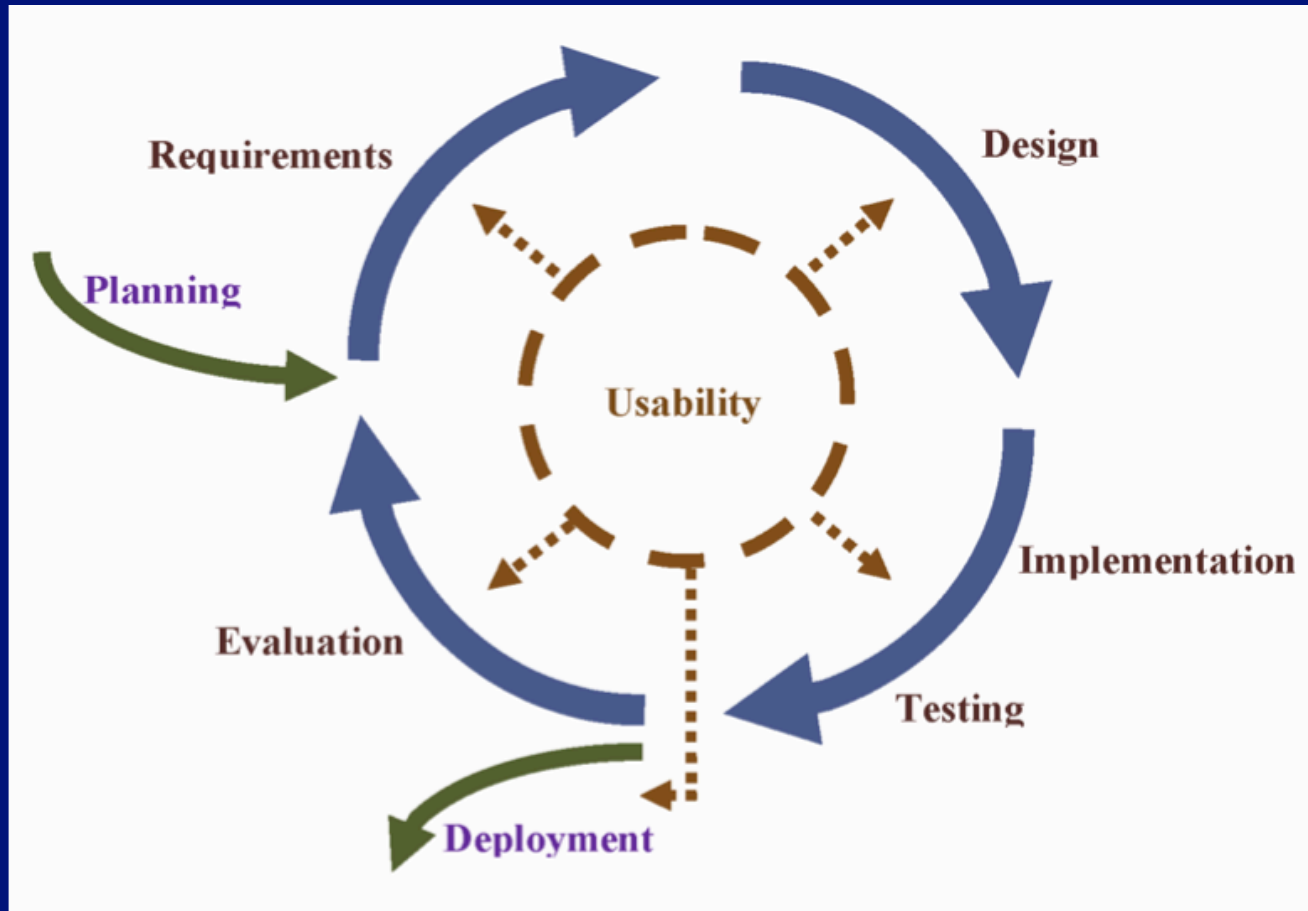 Requirements
Design
Planning
Usability
Implementation
Evaluation
Testing
Deployment